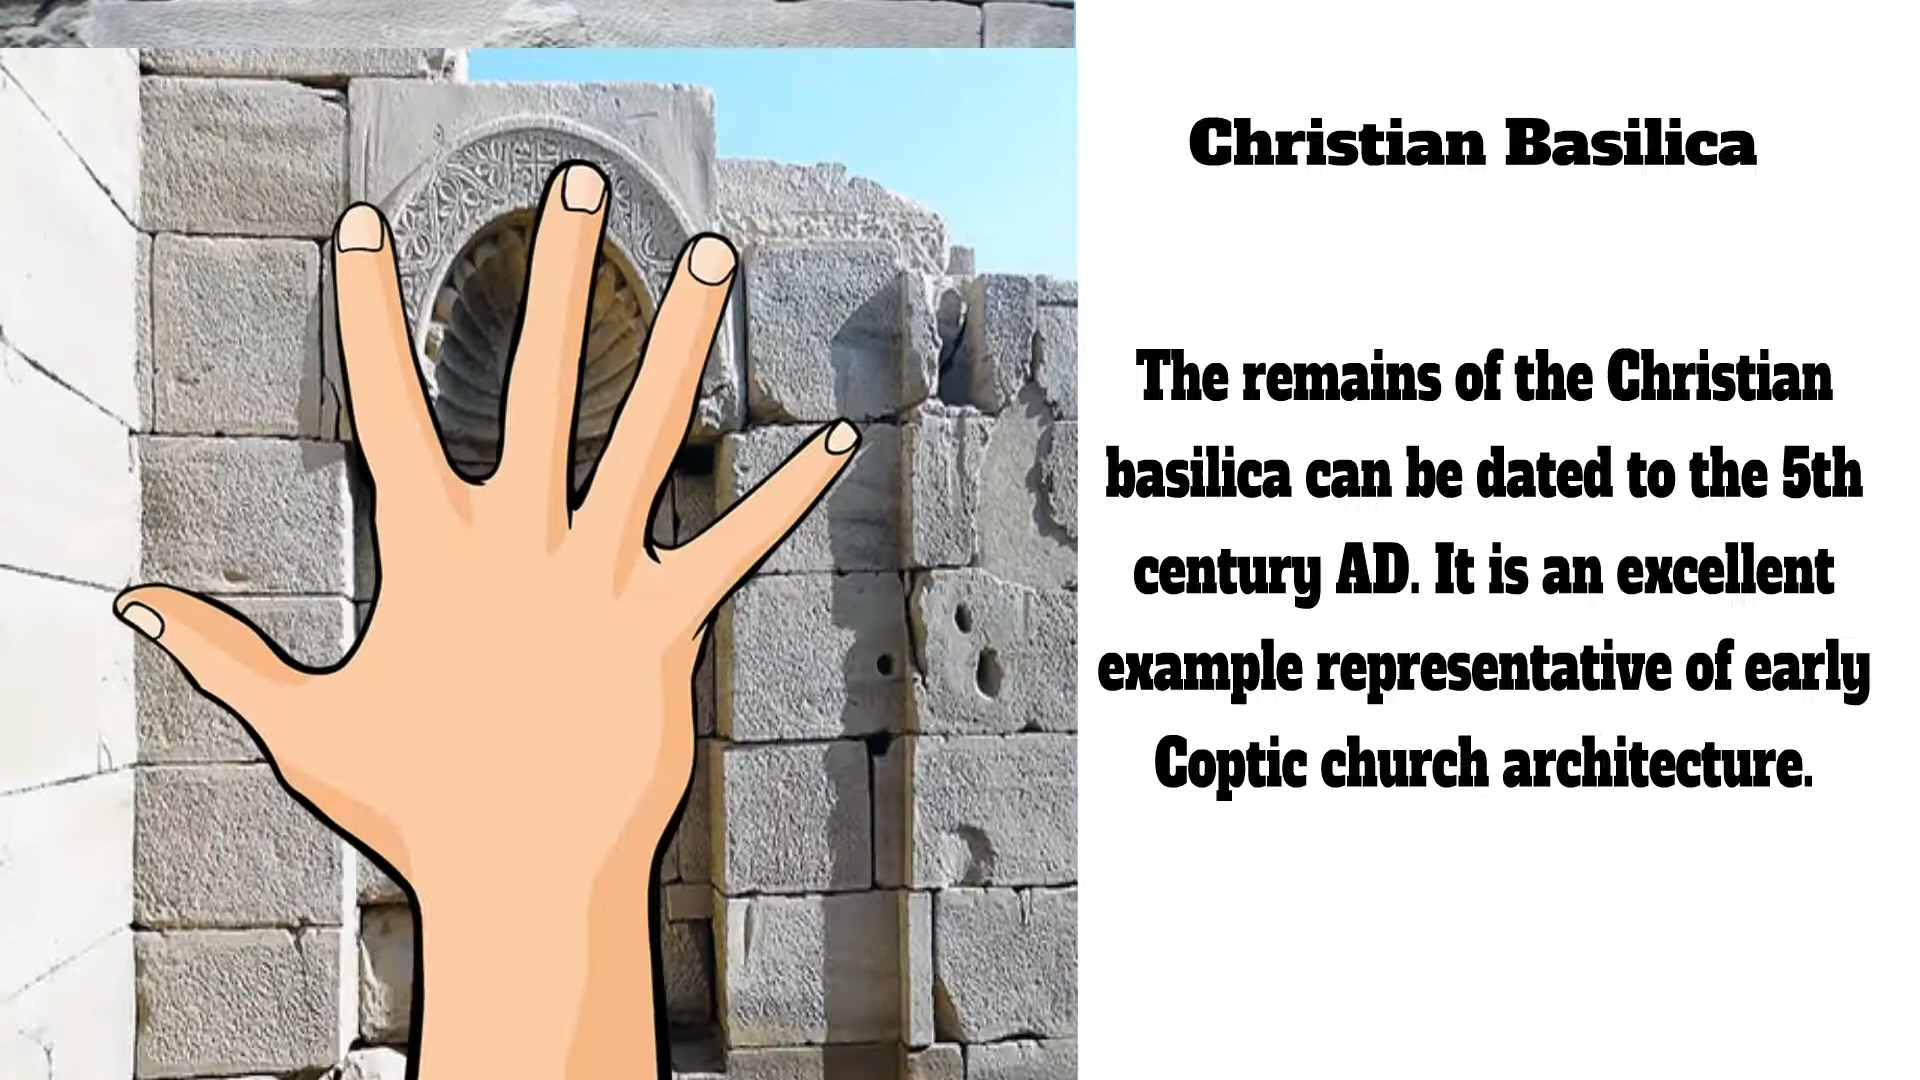 Christian Basilica
The remains of the Christian
basilica can be dated to the 5th
century AD. It is an excellent
example representative of early
Coptic church architecture.